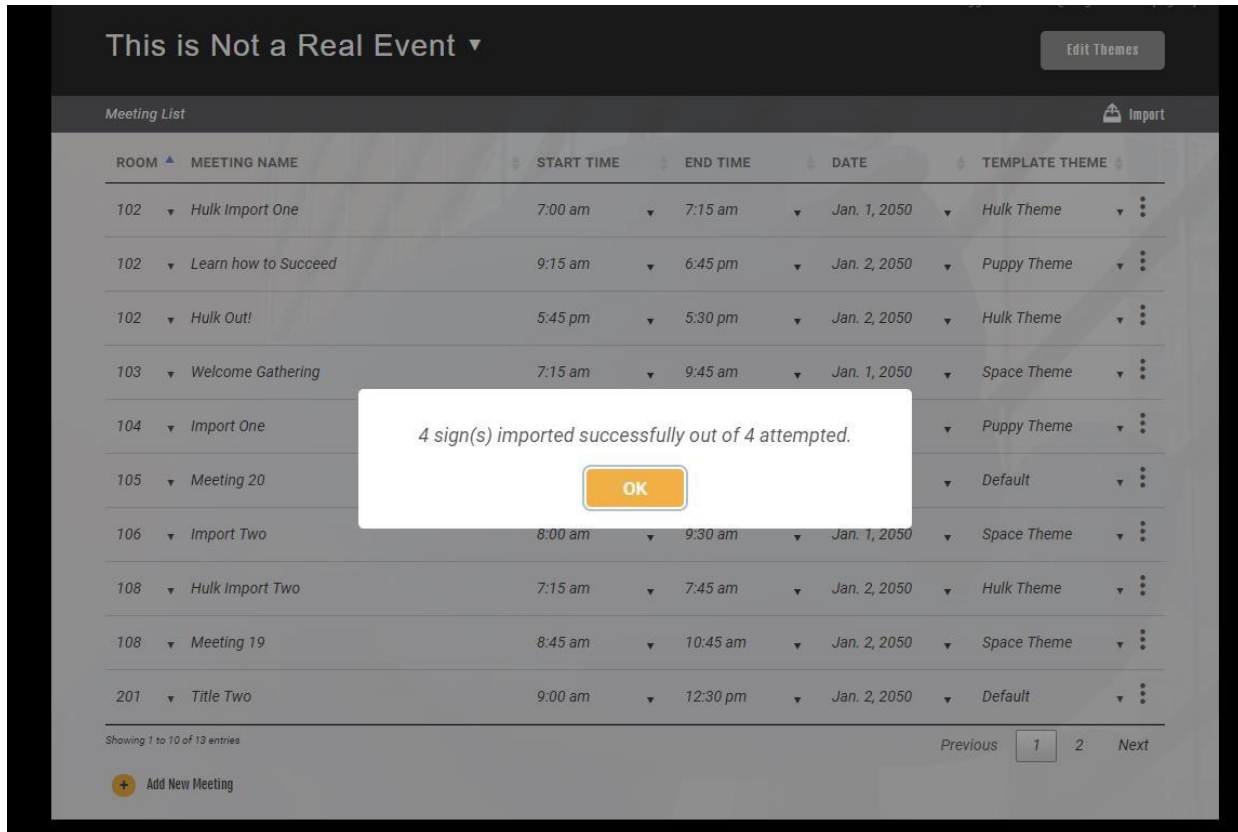 This is Not a Real Event ▼
Edit Themes
Meeting List Import
ROOM MEETING NAME START TIME END TIME DATE TEMPLATE THEME
102 Hulk Import One 7:00 am 7:15 am Jan. 1, 2050 Hulk Theme
102 Learn how to Succeed 9:15 am 6:45 pm Jan. 2, 2050 Puppy Theme
102 Hulk Out! 5:45 pm 5:30 pm Jan. 2, 2050 Hulk Theme
103 Welcome Gathering 7:15 am 9:45 am Jan. 1, 2050 Space Theme
104 Import One Puppy Theme
4 sign(s) imported successfully out of 4 attempted.
105 Meeting 20 Default
OK
106 Import Two 8:00 am 9:30 am Jan. 1, 2050 Space Theme
108 Hulk Import Two 7:15 am 7:45 am Jan. 2, 2050 Hulk Theme
108 Meeting 19 8:45 am 10:45 am Jan. 2, 2050 Space Theme
201 Title Two 9:00 am 12:30 pm Jan. 2, 2050 Default
Showing 1 to 10 of 13 entries Previous 1 2 Next
+ Add New Meeting